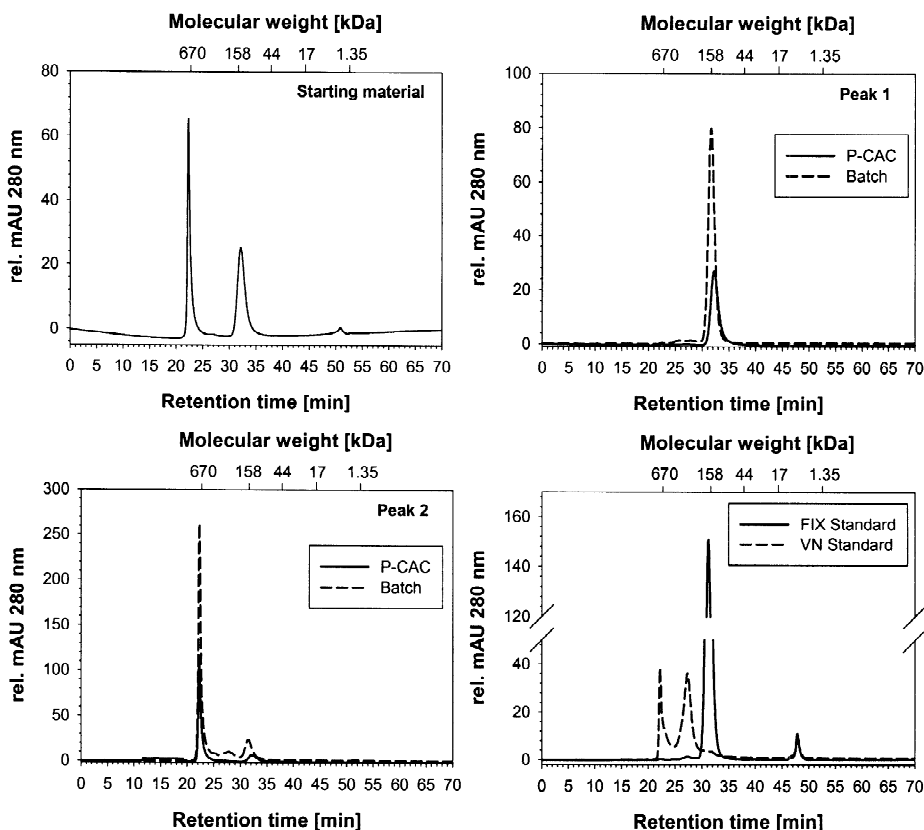 Molecular weight [kDa]
670 158 44 17 1.35
80
60
40
20
0
rel. mAU 280 nm
Starting material
0 5 10 15 20 25 30 35 40 45 50 55 60 65 70
Retention time [min]
Molecular weight [kDa]
670 158 44 17 1.35
100
80
60
40
20
0
rel. mAU 280 nm
Peak 1
P-CAC
Batch
0 5 10 15 20 25 30 35 40 45 50 55 60 65 70
Retention time [min]
Molecular weight [kDa]
670 158 44 17 1.35
300
250
200
150
100
50
0
rel. mAU 280 nm
Peak 2
P-CAC
Batch
0 5 10 15 20 25 30 35 40 45 50 55 60 65 70
Retention time [min]
Molecular weight [kDa]
670 158 44 17 1.35
160
140
120
40
20
0
rel. mAU 280 nm
FIX Standard
VN Standard
0 5 10 15 20 25 30 35 40 45 50 55 60 65 70
Retention time [min]